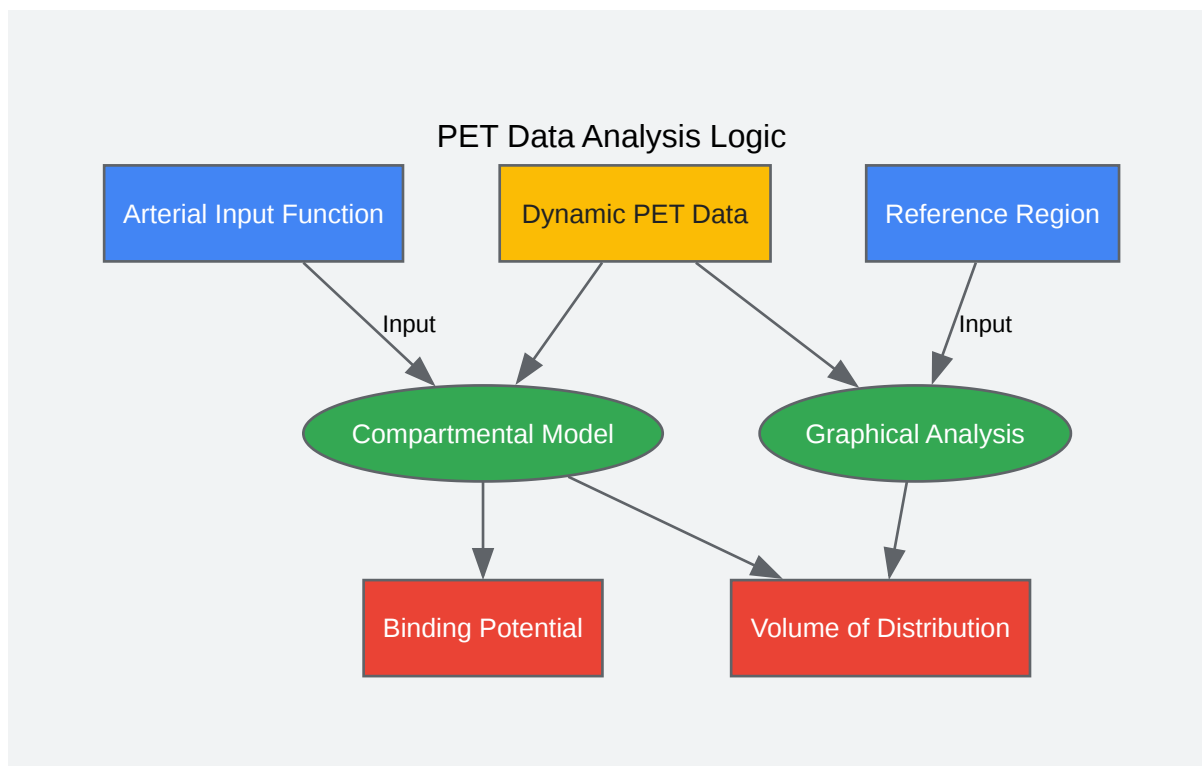 PET Data Analysis Logic
Arterial Input Function
Dynamic PET Data
Reference Region
Input
Input
Compartmental Model
Graphical Analysis
Binding Potential
Volume of Distribution